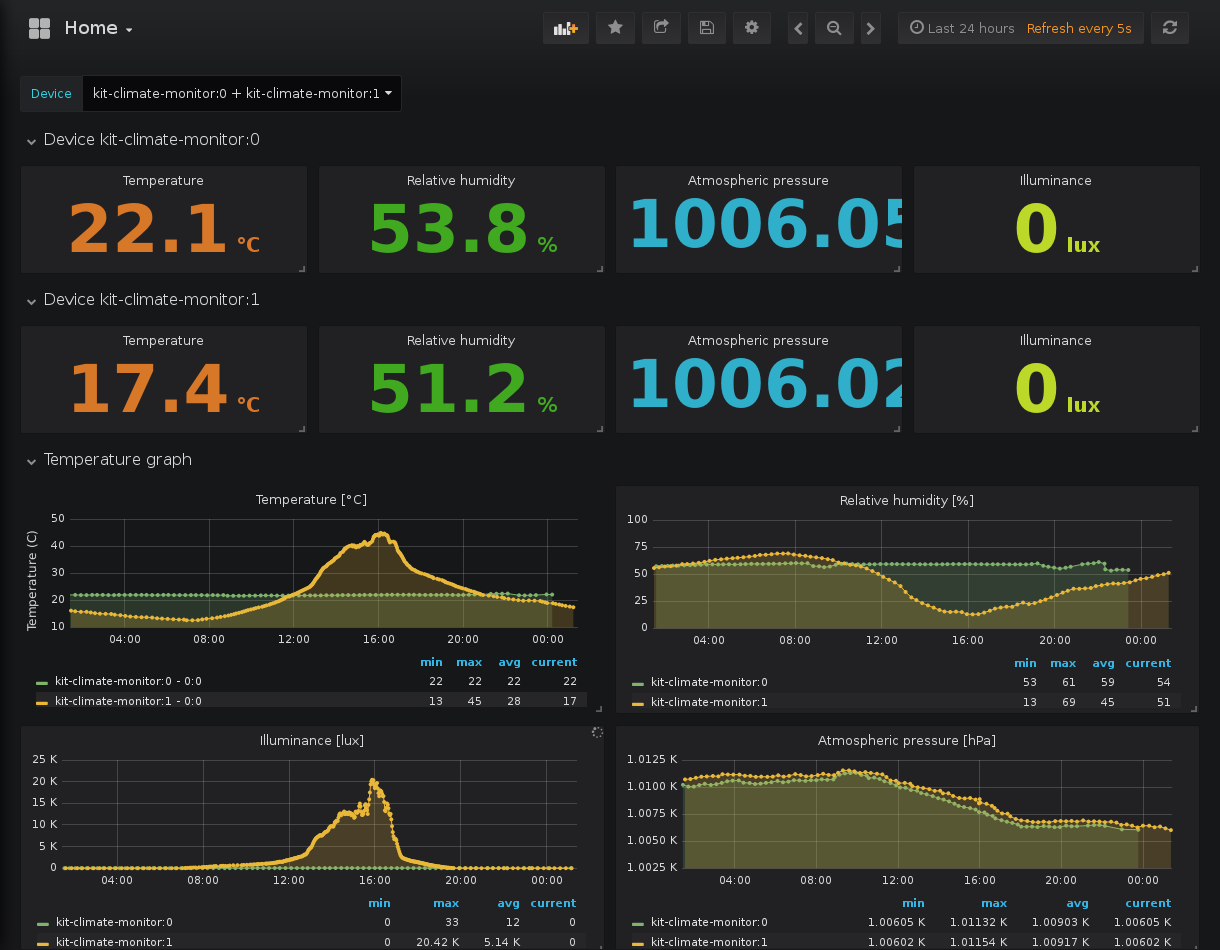 Home
Last 24 hours Refresh every 5s
Device kit-climate-monitor:0 + kit-climate-monitor:1
Device kit-climate-monitor:0
Temperature Relative humidity Atmospheric pressure Illuminance
22.1 °C 53.8 % 1006.05 0 lux
Device kit-climate-monitor:1
Temperature Relative humidity Atmospheric pressure Illuminance
17.4 °C 51.2 % 1006.02 0 lux
Temperature graph
Temperature [°C]
Temperature (C)
50
40
30
20
10
04:00 08:00 12:00 16:00 20:00 00:00
min max avg current
kit-climate-monitor:0 - 0:0 22 22 22 22
kit-climate-monitor:1 - 0:0 13 45 28 17
Relative humidity [%]
100
75
50
25
0
04:00 08:00 12:00 16:00 20:00 00:00
min max avg current
kit-climate-monitor:0 53 61 59 54
kit-climate-monitor:1 13 69 45 51
Illuminance [lux]
25 K
20 K
15 K
10 K
5 K
0
04:00 08:00 12:00 16:00 20:00 00:00
min max avg current
kit-climate-monitor:0 0 33 12 0
kit-climate-monitor:1 0 20.42 K 5.14 K 0
Atmospheric pressure [hPa]
1.0125 K
1.0100 K
1.0075 K
1.0050 K
1.0025 K
04:00 08:00 12:00 16:00 20:00 00:00
min max avg current
kit-climate-monitor:0 1.00605 K 1.01132 K 1.00903 K 1.00605 K
kit-climate-monitor:1 1.00602 K 1.01154 K 1.00917 K 1.00602 K